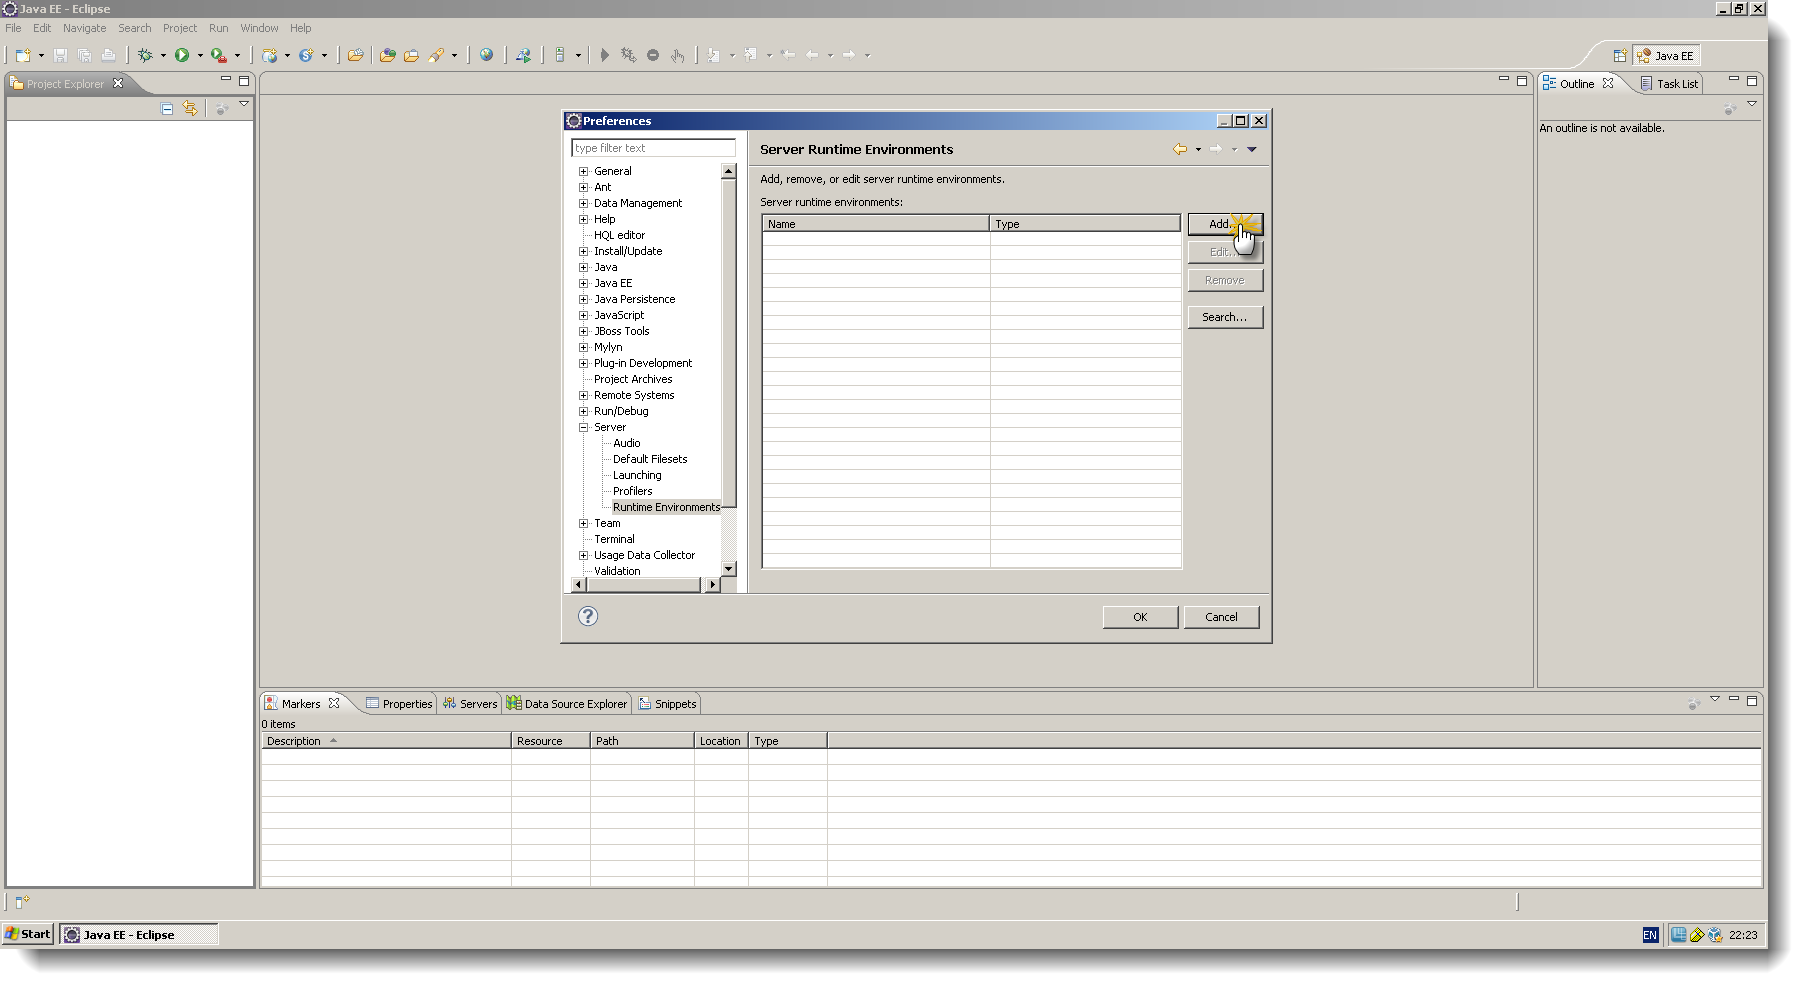 Java EE - Eclipse
File Edit Navigate Search Project Run Window Help
Java EE
Project Explorer
Outline
Task List
An outline is not available.
Preferences
type filter text
General
Ant
Data Management
Help
HQL editor
Install/Update
Java
Java EE
Java Persistence
JavaScript
JBoss Tools
Mylyn
Plug-in Development
Project Archives
Remote Systems
Run/Debug
Server
Audio
Default Filesets
Launching
Profilers
Runtime Environments
Team
Terminal
Usage Data Collector
Validation
Server Runtime Environments
Add, remove, or edit server runtime environments.
Server runtime environments:
Name Type
Add...
Edit...
Remove
Search...
OK Cancel
Markers Properties Servers Data Source Explorer Snippets
0 items
Description Resource Path Location Type
Start Java EE - Eclipse EN 22:23